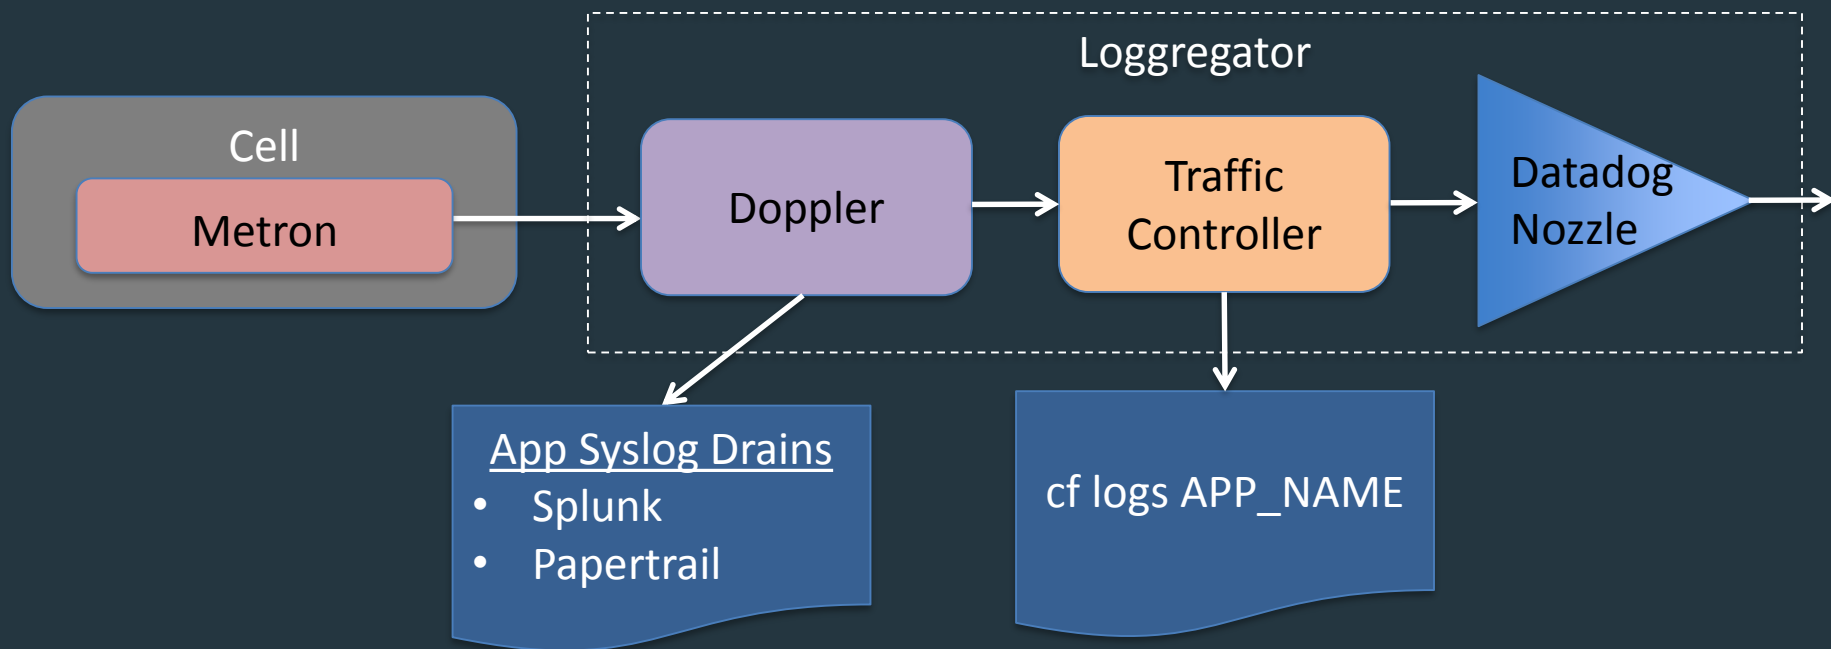 Loggregator
Cell
Metron
Doppler
Traffic
Controller
Datadog
Nozzle
App Syslog Drains
• Splunk
• Papertrail
cf logs APP_NAME